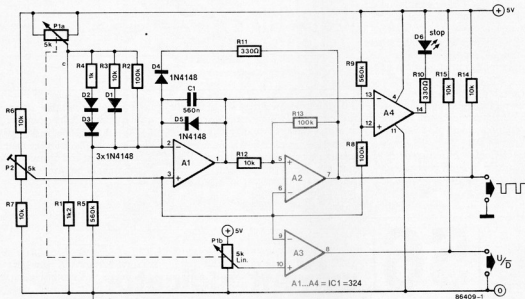 5V
P1a
5k
R6
10k
P2
5k
R7
10k
R1
1k2
R5
560k
R4
1k
R3
10k
R2
100k
D2
D1
D3
3x1N4148
D4
1N4148
C1
560n
D5
1N4148
R11
330Ω
A1
2
3
1
R12
10k
R13
100k
A2
5
6
7
A3
9
10
8
P1b
5V
5k
Lin.
A1...A4 = IC1 = 324
R9
560k
R8
100k
A4
13
12
4
11
14
D6
stop
R10
330Ω
R15
10k
R14
10k
U/D
0
86409-1